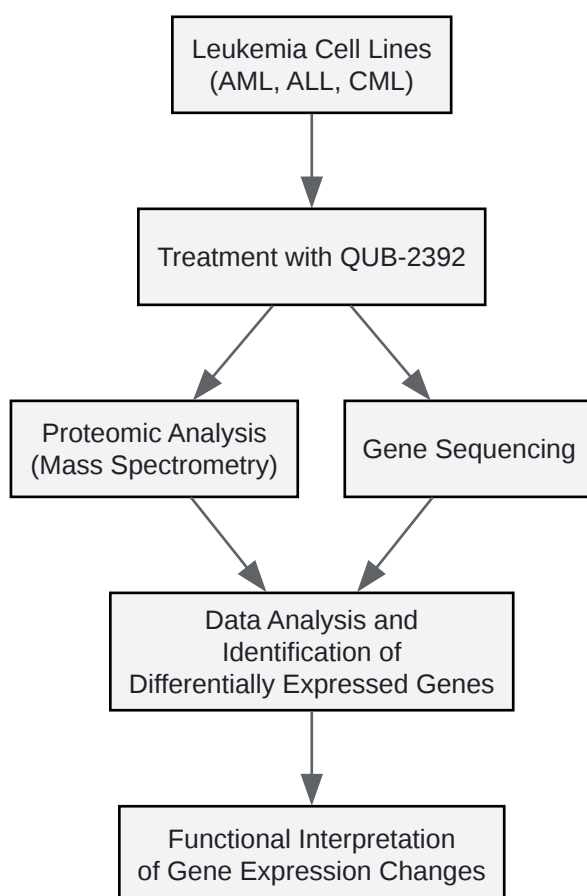 Leukemia Cell Lines
(AML, ALL, CML)
Treatment with QUB-2392
Proteomic Analysis
(Mass Spectrometry)
Gene Sequencing
Data Analysis and
Identification of
Differentially Expressed Genes
Functional Interpretation
of Gene Expression Changes